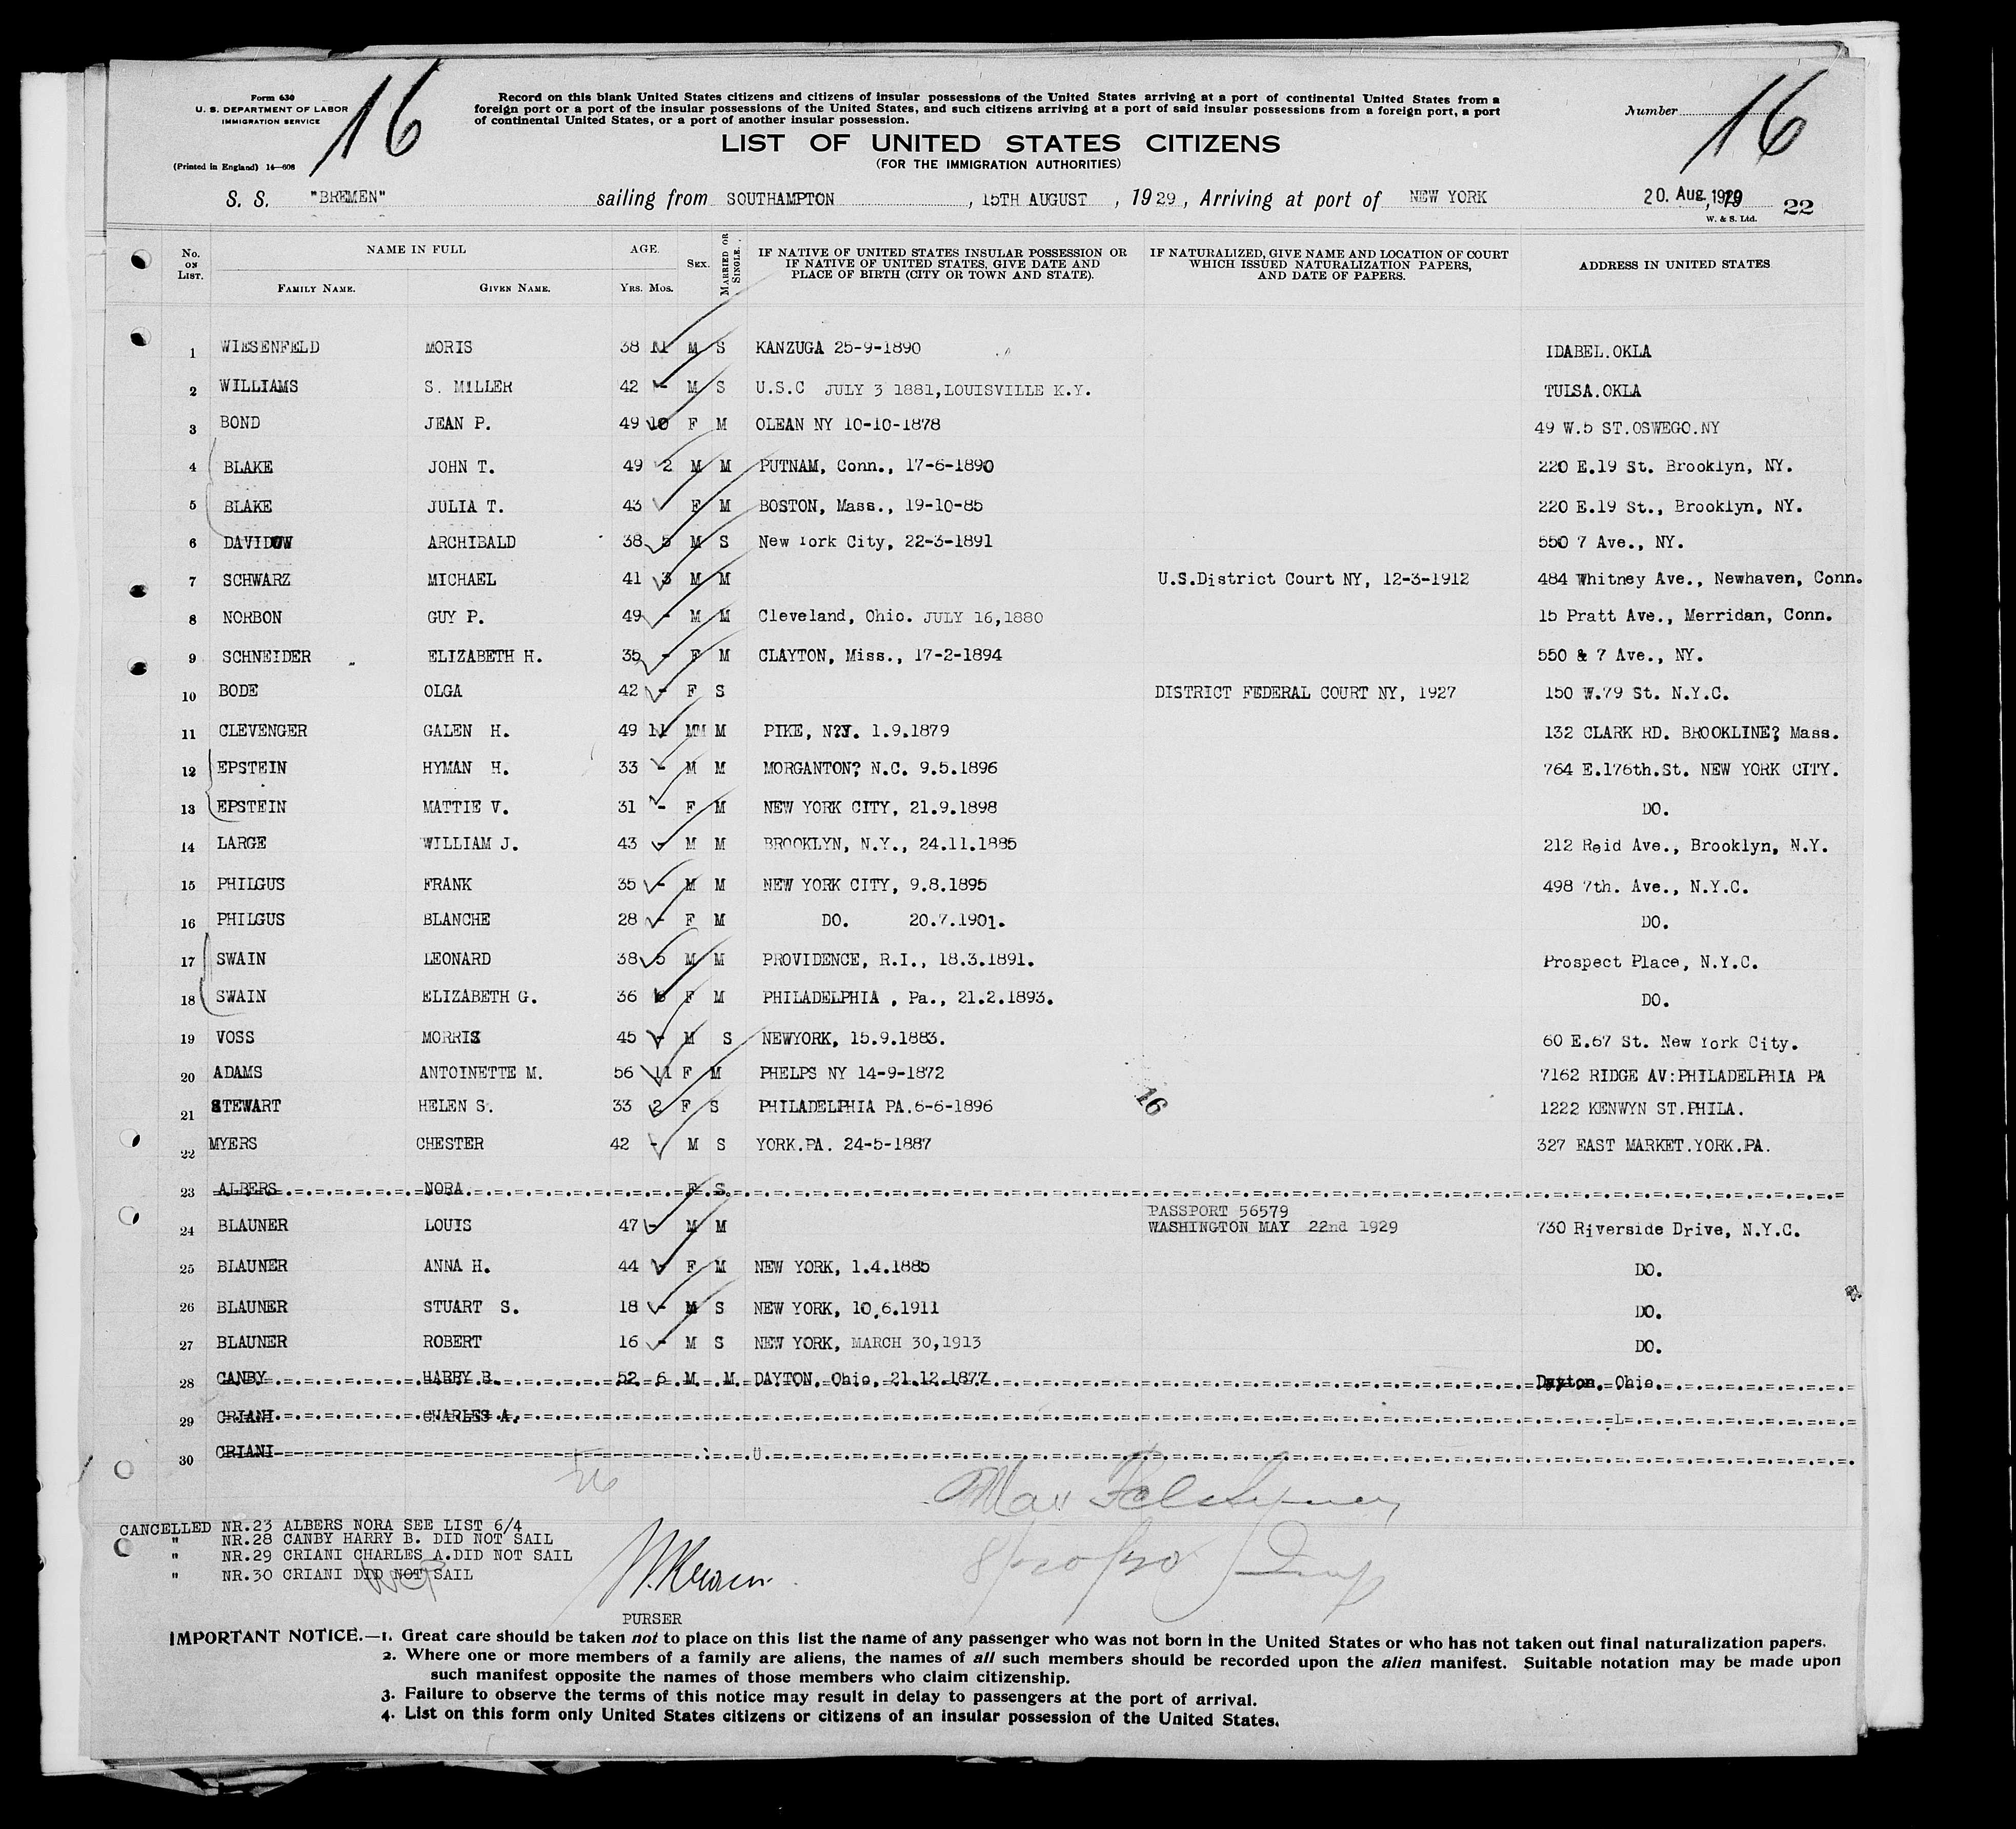 Form 630
U. S. DEPARTMENT OF LABOR
IMMIGRATION SERVICE
(Printed in England) 14—608
16
Record on this blank United States citizens and citizens of insular possessions of the United States arriving at a port of continental United States from a
foreign port or a port of the insular possessions of the United States, and such citizens arriving at a port of said insular possessions from a foreign port, a port
of continental United States, or a port of another insular possession.
LIST OF UNITED STATES CITIZENS
(FOR THE IMMIGRATION AUTHORITIES)
Number 16
S. S. "BREMEN" sailing from SOUTHAMPTON, 15TH AUGUST, 1929, Arriving at port of NEW YORK 20. Aug. 1929
W. & S. Ltd. 22
No. ON LIST. NAME IN FULL FAMILY NAME. GIVEN NAME. AGE. YRS. MOS. SEX. MARRIED OR SINGLE. IF NATIVE OF UNITED STATES INSULAR POSSESSION OR IF NATIVE OF UNITED STATES, GIVE DATE AND PLACE OF BIRTH (CITY OR TOWN AND STATE). IF NATURALIZED, GIVE NAME AND LOCATION OF COURT WHICH ISSUED NATURALIZATION PAPERS, AND DATE OF PAPERS. ADDRESS IN UNITED STATES
1 WIESENFELD MORIS 38 11 M S KANZUGA 25-9-1890 IDABEL.OKLA
2 WILLIAMS S. MILLER 42 - M S U.S.C JULY 3 1881,LOUISVILLE K.Y. TULSA.OKLA
3 BOND JEAN P. 49 10 F M OLEAN NY 10-10-1878 49 W.5 ST.OSWEGO.NY
4 BLAKE JOHN T. 49 2 M M PUTNAM, Conn., 17-6-1890 220 E.19 St. Brooklyn, NY.
5 BLAKE JULIA T. 43 F M BOSTON, Mass., 19-10-85 220 E.19 St., Brooklyn, NY.
6 DAVIDOW ARCHIBALD 38 5 M S New York City, 22-3-1891 550 7 Ave., NY.
7 SCHWARZ MICHAEL 41 3 M M U.S.District Court NY, 12-3-1912 484 Whitney Ave., Newhaven, Conn.
8 NORBON GUY P. 49 - M M Cleveland, Ohio. JULY 16,1880 15 Pratt Ave., Merridan, Conn.
9 SCHNEIDER ELIZABETH H. 35 - F M CLAYTON, Miss., 17-2-1894 550 & 7 Ave., NY.
10 BODE OLGA 42 - F S DISTRICT FEDERAL COURT NY, 1927 150 W.79 St. N.Y.C.
11 CLEVENGER GALEN H. 49 11 MM M PIKE, N?Y. 1.9.1879 132 CLARK RD. BROOKLINE? Mass.
12 EPSTEIN HYMAN H. 33 - M M MORGANTON? N.C. 9.5.1896 764 E.176th.St. NEW YORK CITY.
13 EPSTEIN MATTIE V. 31 - F M NEW YORK CITY, 21.9.1898 DO.
14 LARGE WILLIAM J. 43 - M M BROOKLYN, N.Y., 24.11.1885 212 Reid Ave., Brooklyn, N.Y.
15 PHILGUS FRANK 35 - M M NEW YORK CITY, 9.8.1895 498 7th. Ave., N.Y.C.
16 PHILGUS BLANCHE 28 - F M DO. 20.7.1901. DO.
17 SWAIN LEONARD 38 5 M M PROVIDENCE, R.I., 18.3.1891. Prospect Place, N.Y.C.
18 SWAIN ELIZABETH G. 36 6 F M PHILADELPHIA , Pa., 21.2.1893. DO.
19 VOSS MORRIS 45 - M S NEWYORK, 15.9.1883. 60 E.67 St. New York City.
20 ADAMS ANTOINETTE M. 56 11 F M PHELPS NY 14-9-1872 7162 RIDGE AV:PHILADELPHIA PA
21 STEWART HELEN S. 33 2 F S PHILADELPHIA PA.6-6-1896 16 1222 KENWYN ST.PHILA.
22 MYERS CHESTER 42 - M S YORK.PA. 24-5-1887 327 EAST MARKET.YORK.PA.
23 ALBERS NORA F S
24 BLAUNER LOUIS 47 - M M PASSPORT 56579 WASHINGTON MAY 22nd 1929 730 Riverside Drive, N.Y.C.
25 BLAUNER ANNA H. 44 - F M NEW YORK, 1.4.1885 DO.
26 BLAUNER STUART S. 18 - M S NEW YORK, 10.6.1911 DO.
27 BLAUNER ROBERT 16 - M S NEW YORK, MARCH 30,1913 DO.
28 CANBY HARRY B. 52 6 M M DAYTON, Ohio, 21.12.1877 Dayton, Ohio.
29 CRIANI CHARLES A.
30 CRIANI
CANCELLED NR.23 ALBERS NORA SEE LIST 6/4
" NR.28 CANBY HARRY B. DID NOT SAIL
" NR.29 CRIANI CHARLES A.DID NOT SAIL
" NR.30 CRIANI DID NOT SAIL
PURSER
IMPORTANT NOTICE.—1. Great care should be taken not to place on this list the name of any passenger who was not born in the United States or who has not taken out final naturalization papers.
2. Where one or more members of a family are aliens, the names of all such members should be recorded upon the alien manifest. Suitable notation may be made upon
such manifest opposite the names of those members who claim citizenship.
3. Failure to observe the terms of this notice may result in delay to passengers at the port of arrival.
4. List on this form only United States citizens or citizens of an insular possession of the United States.